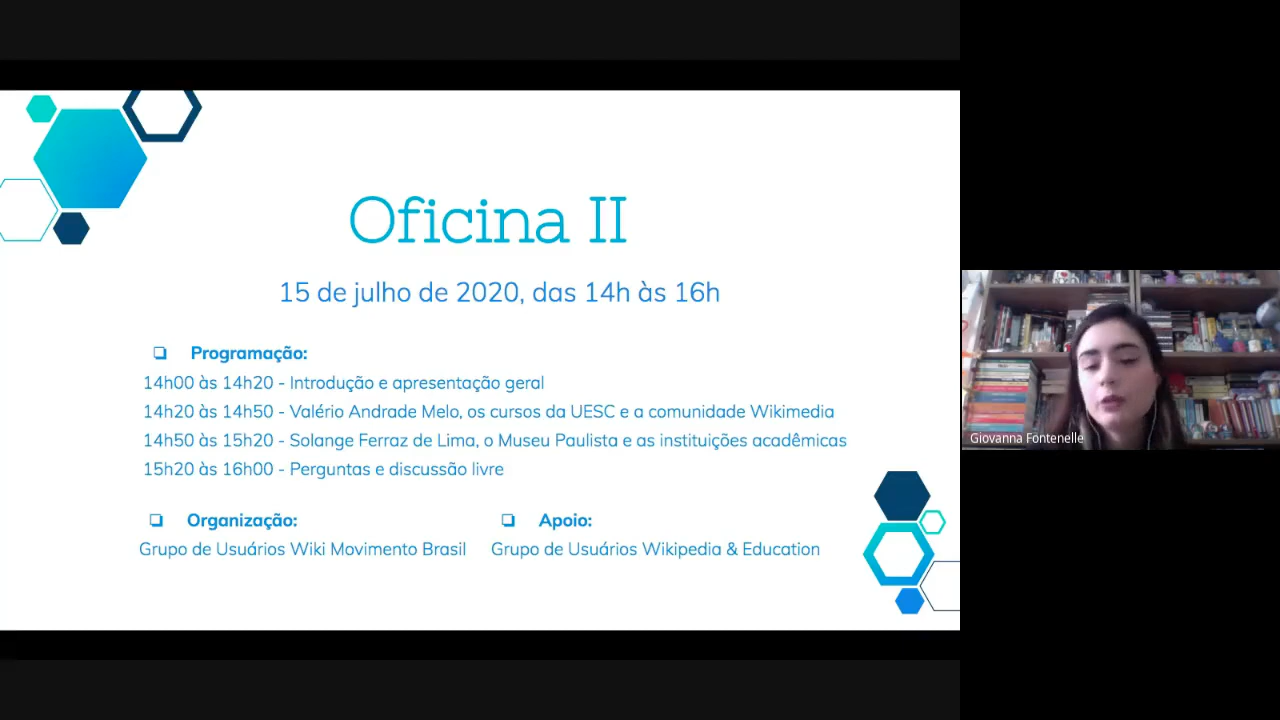 Oficina II
15 de julho de 2020, das 14h às 16h
Programação:
14h00 às 14h20 - Introdução e apresentação geral
14h20 às 14h50 - Valério Andrade Melo, os cursos da UESC e a comunidade Wikimedia
14h50 às 15h20 - Solange Ferraz de Lima, o Museu Paulista e as instituições acadêmicas
15h20 às 16h00 - Perguntas e discussão livre
Organização:
Grupo de Usuários Wiki Movimento Brasil
Apoio:
Grupo de Usuários Wikipedia & Education
Giovanna Fontenelle